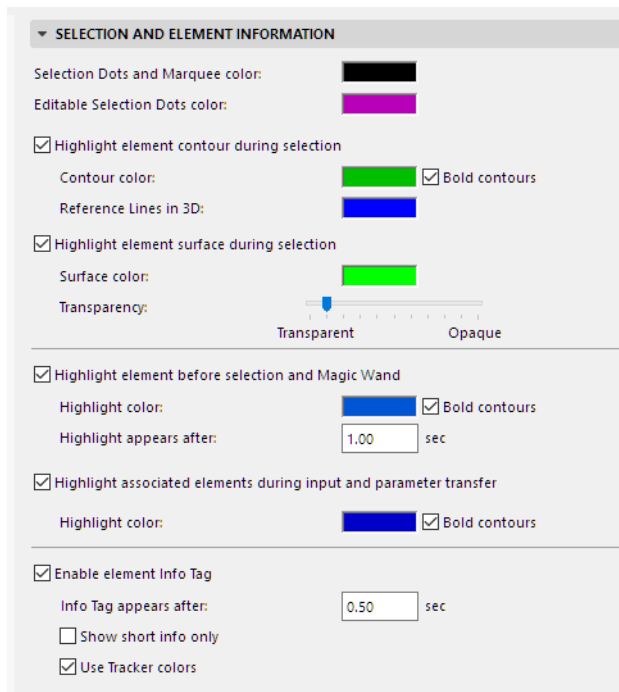 SELECTION AND ELEMENT INFORMATION
Selection Dots and Marquee color:
Editable Selection Dots color:
Highlight element contour during selection
Contour color: Bold contours
Reference Lines in 3D:
Highlight element surface during selection
Surface color:
Transparency:
Transparent Opaque
Highlight element before selection and Magic Wand
Highlight color: Bold contours
Highlight appears after: 1.00 sec
Highlight associated elements during input and parameter transfer
Highlight color: Bold contours
Enable element Info Tag
Info Tag appears after: 0.50 sec
Show short info only
Use Tracker colors